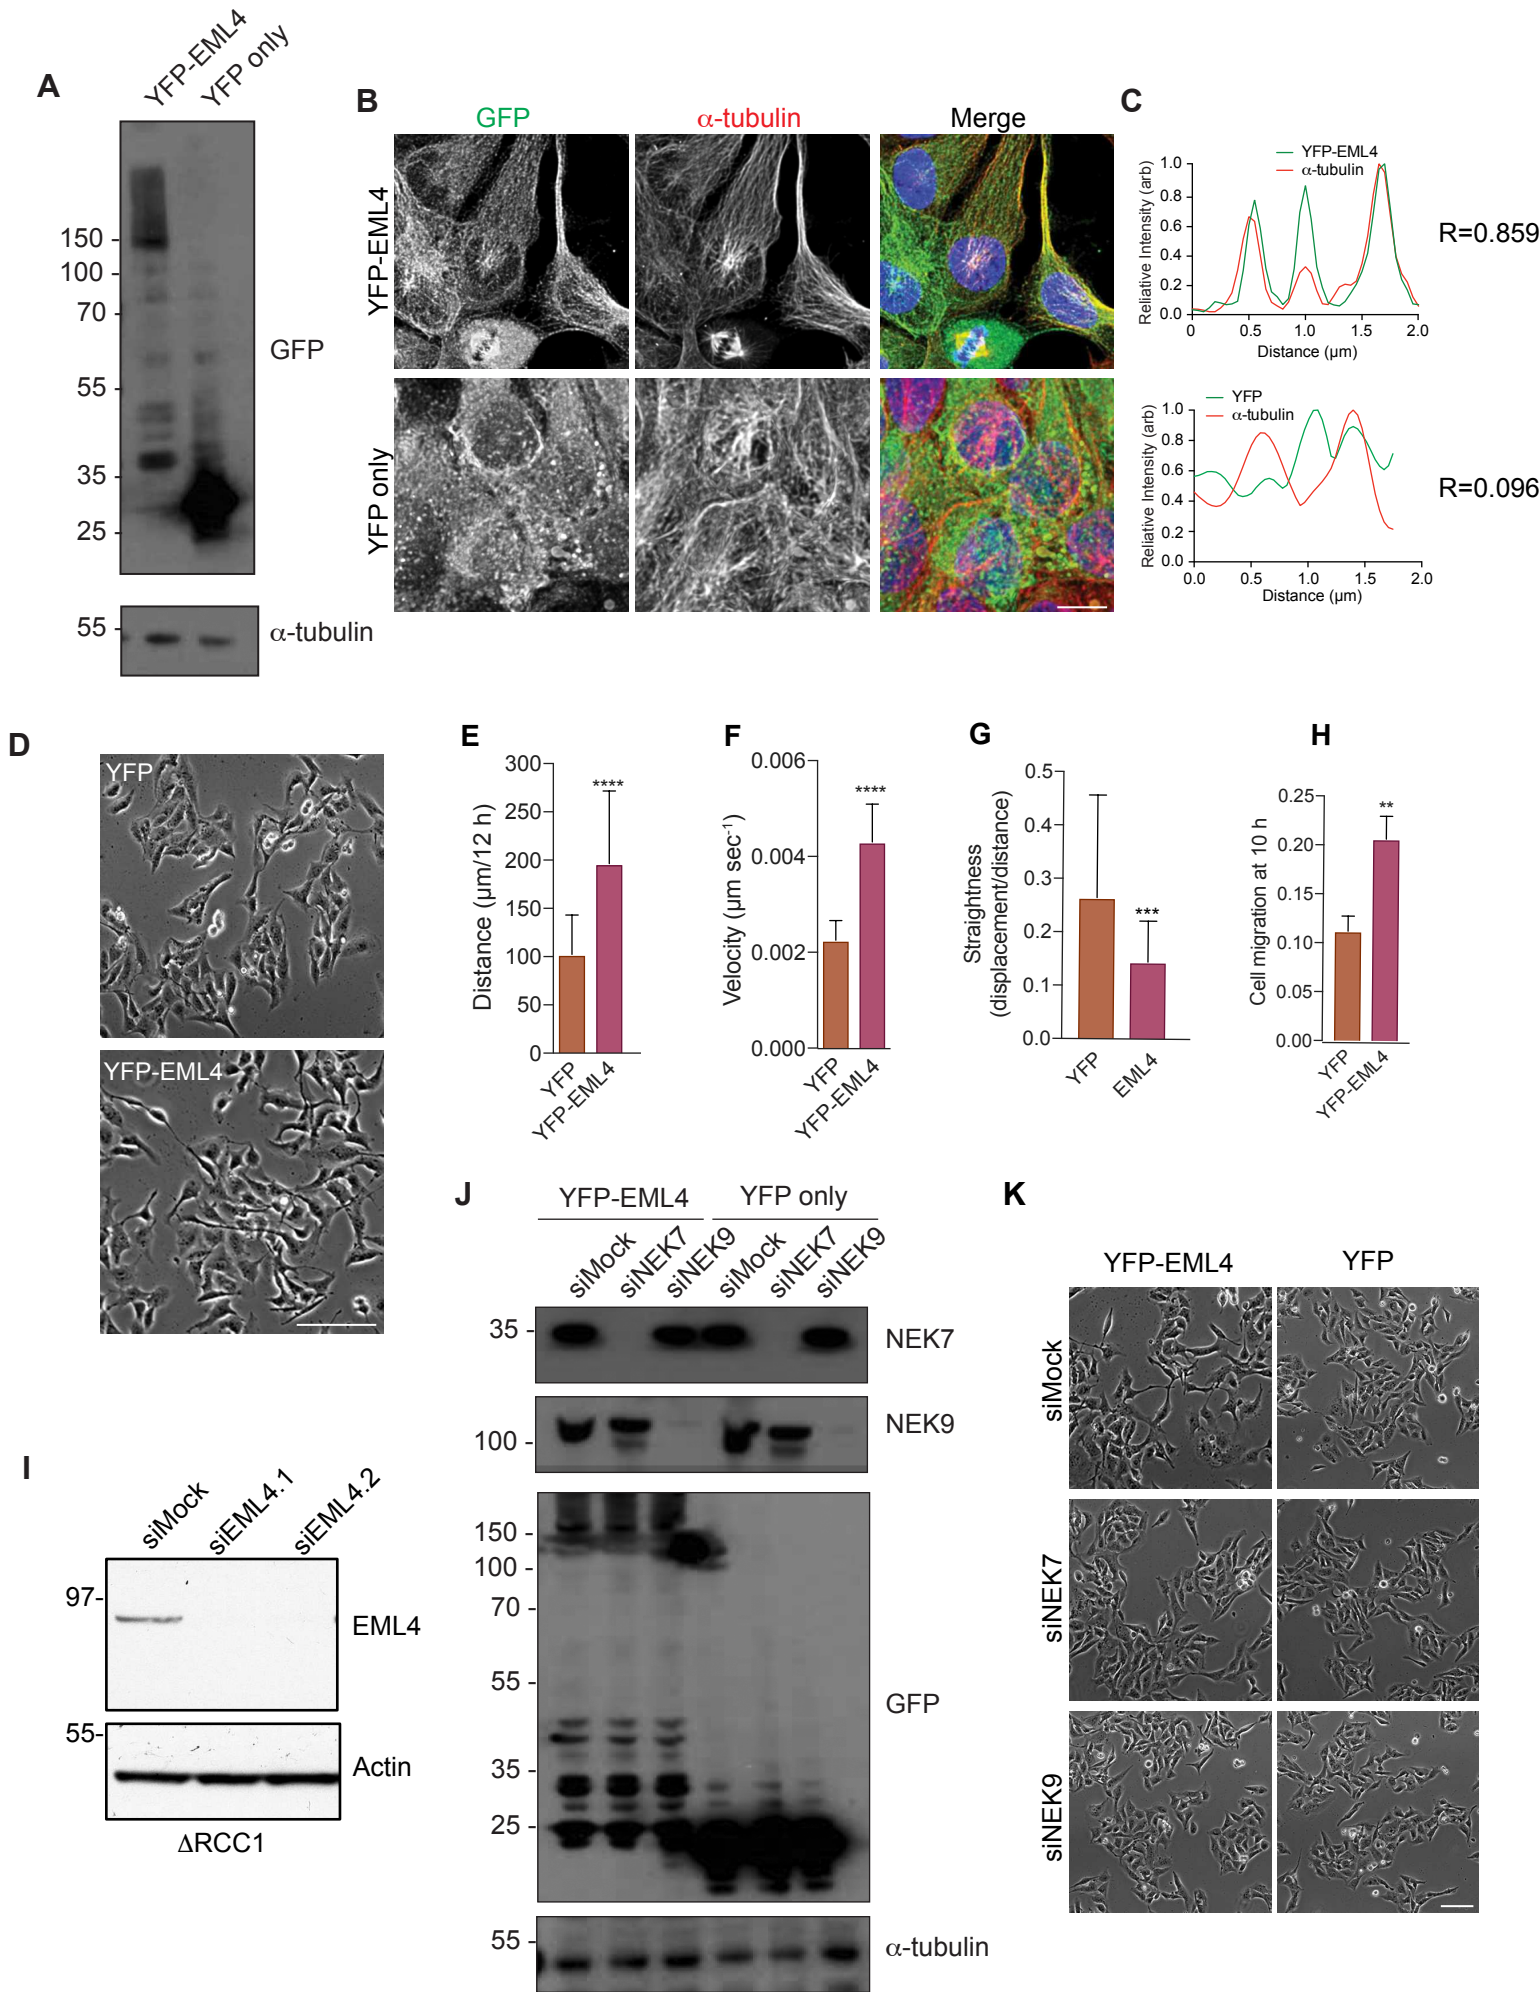 A
YFP-EML4
YFP only
150
100
70
55
35
25
GFP
55
α-tubulin
B
GFP
α-tubulin
Merge
YFP-EML4
YFP only
C
YFP-EML4
α-tubulin
Reliative Intensity (arb)
1.0
0.8
0.6
0.4
0.2
0.0
0
0.5
1.0
1.5
2.0
Distance (µm)
R=0.859
YFP
α-tubulin
Reliative Intensity (arb)
1.0
0.8
0.6
0.4
0.2
0.0
0.0
0.5
1.0
1.5
2.0
Distance (µm)
R=0.096
D
YFP
YFP-EML4
E
Distance (µm/12 h)
300
250
200
150
100
50
0
****
YFP
YFP-EML4
F
Velocity (µm sec-1)
0.006
0.004
0.002
0.000
****
YFP
YFP-EML4
G
Straightness
(displacement/distance)
0.5
0.4
0.3
0.2
0.1
0.0
***
YFP
EML4
H
Cell migration at 10 h
0.25
0.20
0.15
0.10
0.05
0.00
**
YFP
YFP-EML4
I
siMock
siEML4.1
siEML4.2
97-
EML4
55-
Actin
ΔRCC1
J
YFP-EML4
YFP only
siMock
siNEK7
siNEK9
siMock
siNEK7
siNEK9
35 -
NEK7
100 -
NEK9
150 -
100 -
70 -
55 -
35 -
25 -
GFP
55 -
α-tubulin
K
YFP-EML4
YFP
siMock
siNEK7
siNEK9